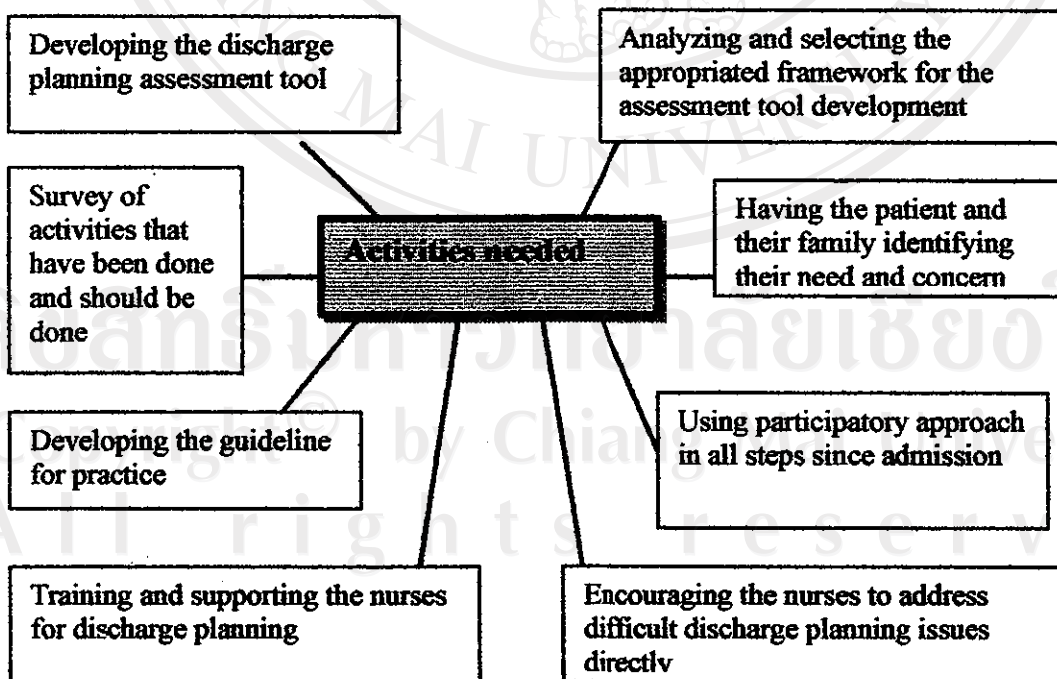 Developing the discharge
planning assessment tool
Analyzing and selecting the
appropriated framework for the
assessment tool development
Survey of
activities that
have been done
and should be
done
Activities needed
Having the patient and
their family identifying
their need and concern
Developing the guideline
for practice
Using participatory approach
in all steps since admission
Training and supporting the nurses
for discharge planning
Encouraging the nurses to address
difficult discharge planning issues
directly
MAI UNIVERSI
Copyright © by Chiang Mai Unive
All rights reserv